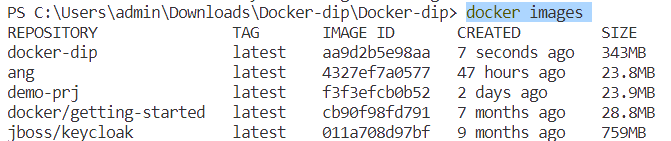 PS C:\Users\admin\Downloads\Docker-dip\Docker-dip> docker images
REPOSITORY TAG IMAGE ID CREATED SIZE
docker-dip latest aa9d2b5e98aa 7 seconds ago 343MB
ang latest 4327ef7a0577 47 hours ago 23.8MB
demo-prj latest f3f3efcb0b52 2 days ago 23.9MB
docker/getting-started latest cb90f98fd791 7 months ago 28.8MB
jboss/keycloak latest 011a708d97bf 9 months ago 759MB